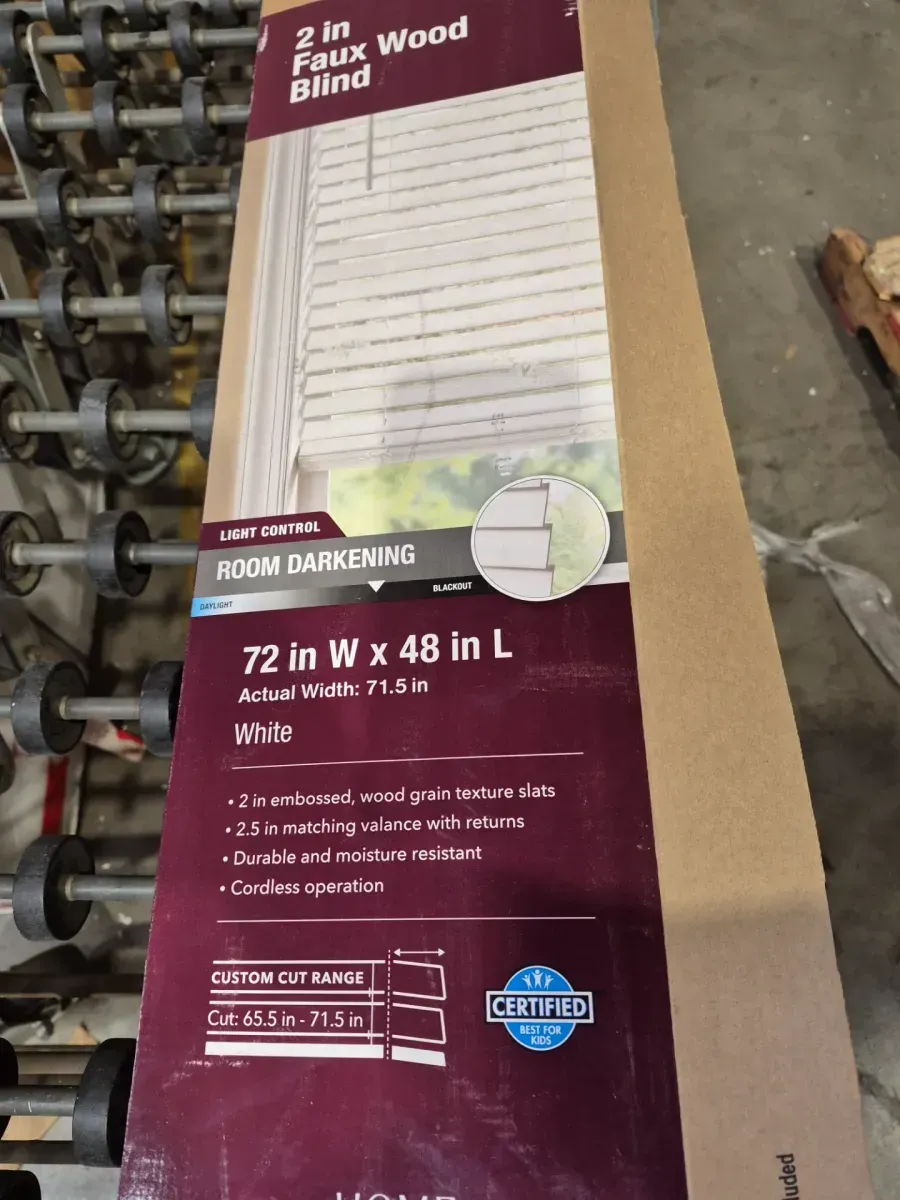 2 in
Faux Wood
Blind
LIGHT CONTROL
ROOM DARKENING
DAYLIGHT
BLACKOUT
72 in W x 48 in L
Actual Width: 71.5 in
White
• 2 in embossed, wood grain texture slats
• 2.5 in matching valance with returns
• Durable and moisture resistant
• Cordless operation
CUSTOM CUT RANGE
Cut: 65.5 in - 71.5 in
CERTIFIED
BEST FOR
KIDS
HOME